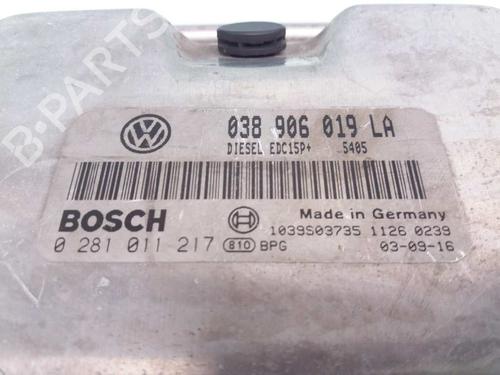 038 906 019 LA
DIESEL EDC15P+ 5405
BOSCH
Made in Germany
0 281 011 217 810 BPG
1039S03735 1126 0239
03-09-16
B-PARTS